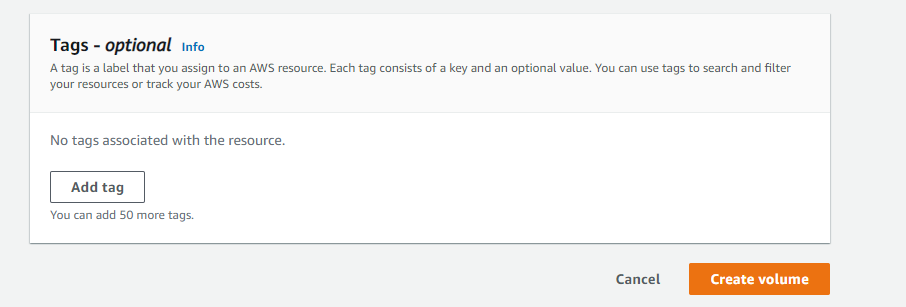 Tags - optional Info
A tag is a label that you assign to an AWS resource. Each tag consists of a key and an optional value. You can use tags to search and filter
your resources or track your AWS costs.
No tags associated with the resource.
Add tag
You can add 50 more tags.
Cancel Create volume